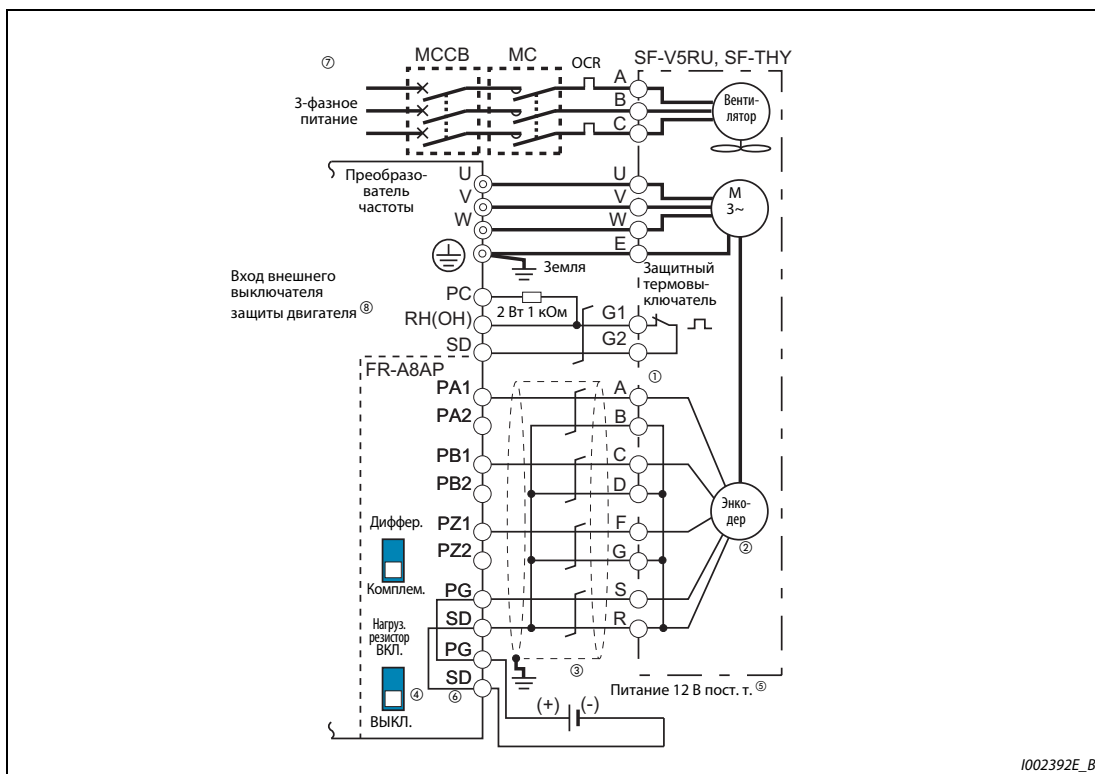 ⑦
MCCB
MC
OCR
SF-V5RU, SF-THY
3-фазное
питание
A
B
C
Венти-
лятор
Преобразо-
ватель
частоты
U
V
W
U
V
W
E
M
3~
Земля
Защитный
термовы-
ключатель
Вход внешнего
выключателя
защиты двигателя ⑧
PC
RH(OH)
SD
2 Вт 1 кОм
G1
G2
FR-A8AP
①
PA1
PA2
PB1
PB2
PZ1
PZ2
PG
SD
PG
SD
A
B
C
D
F
G
S
R
Энко-
дер
②
Диффер.
Комплем.
Нагруз.
резистор
ВКЛ.
④
ВЫКЛ.
⑥
③
Питание 12 В пост. т. ⑤
(+)
(-)
I002392E_B